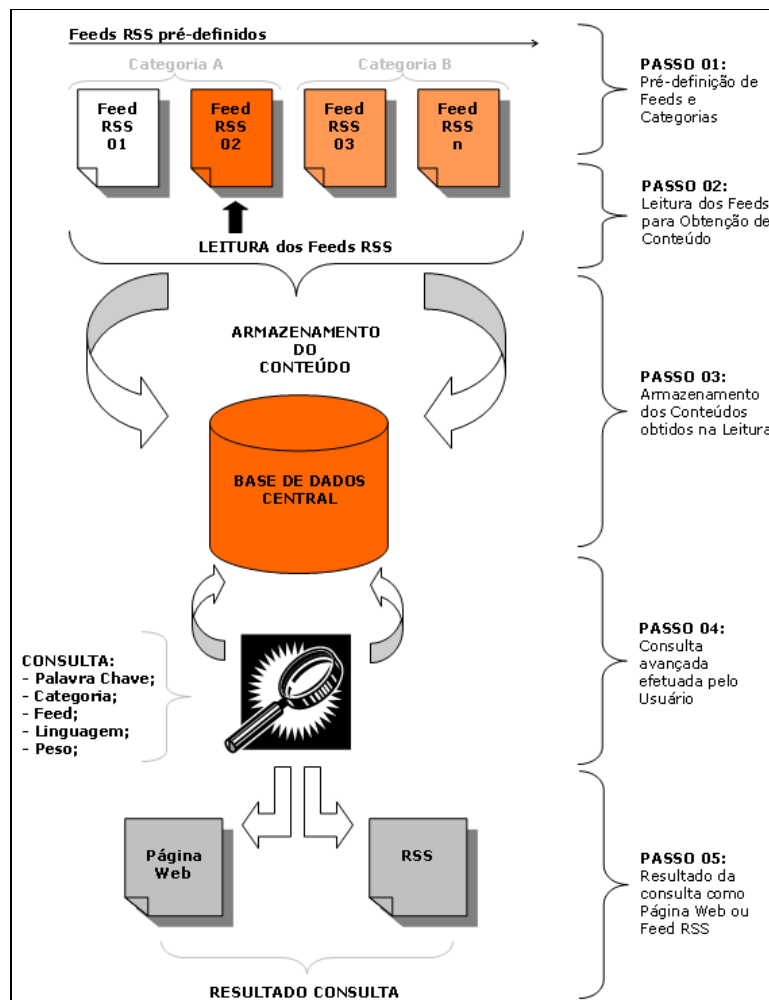 Feeds RSS pré-definidos
Categoria A
Categoria B
Feed
RSS
01
Feed
RSS
02
Feed
RSS
03
Feed
RSS
n
LEITURA dos Feeds RSS
PASSO 01:
Pré-definição de
Feeds e
Categorias
PASSO 02:
Leitura dos Feeds
para Obtenção de
Conteúdo
ARMAZENAMENTO
DO
CONTEÚDO
BASE DE DADOS
CENTRAL
PASSO 03:
Armazenamento
dos Conteúdos
obtidos na Leitura
CONSULTA:
- Palavra Chave;
- Categoria;
- Feed;
- Linguagem;
- Peso;
PASSO 04:
Consulta
avançada
efetuada pelo
Usuário
Página
Web
RSS
RESULTADO CONSULTA
PASSO 05:
Resultado da
consulta como
Página Web ou
Feed RSS